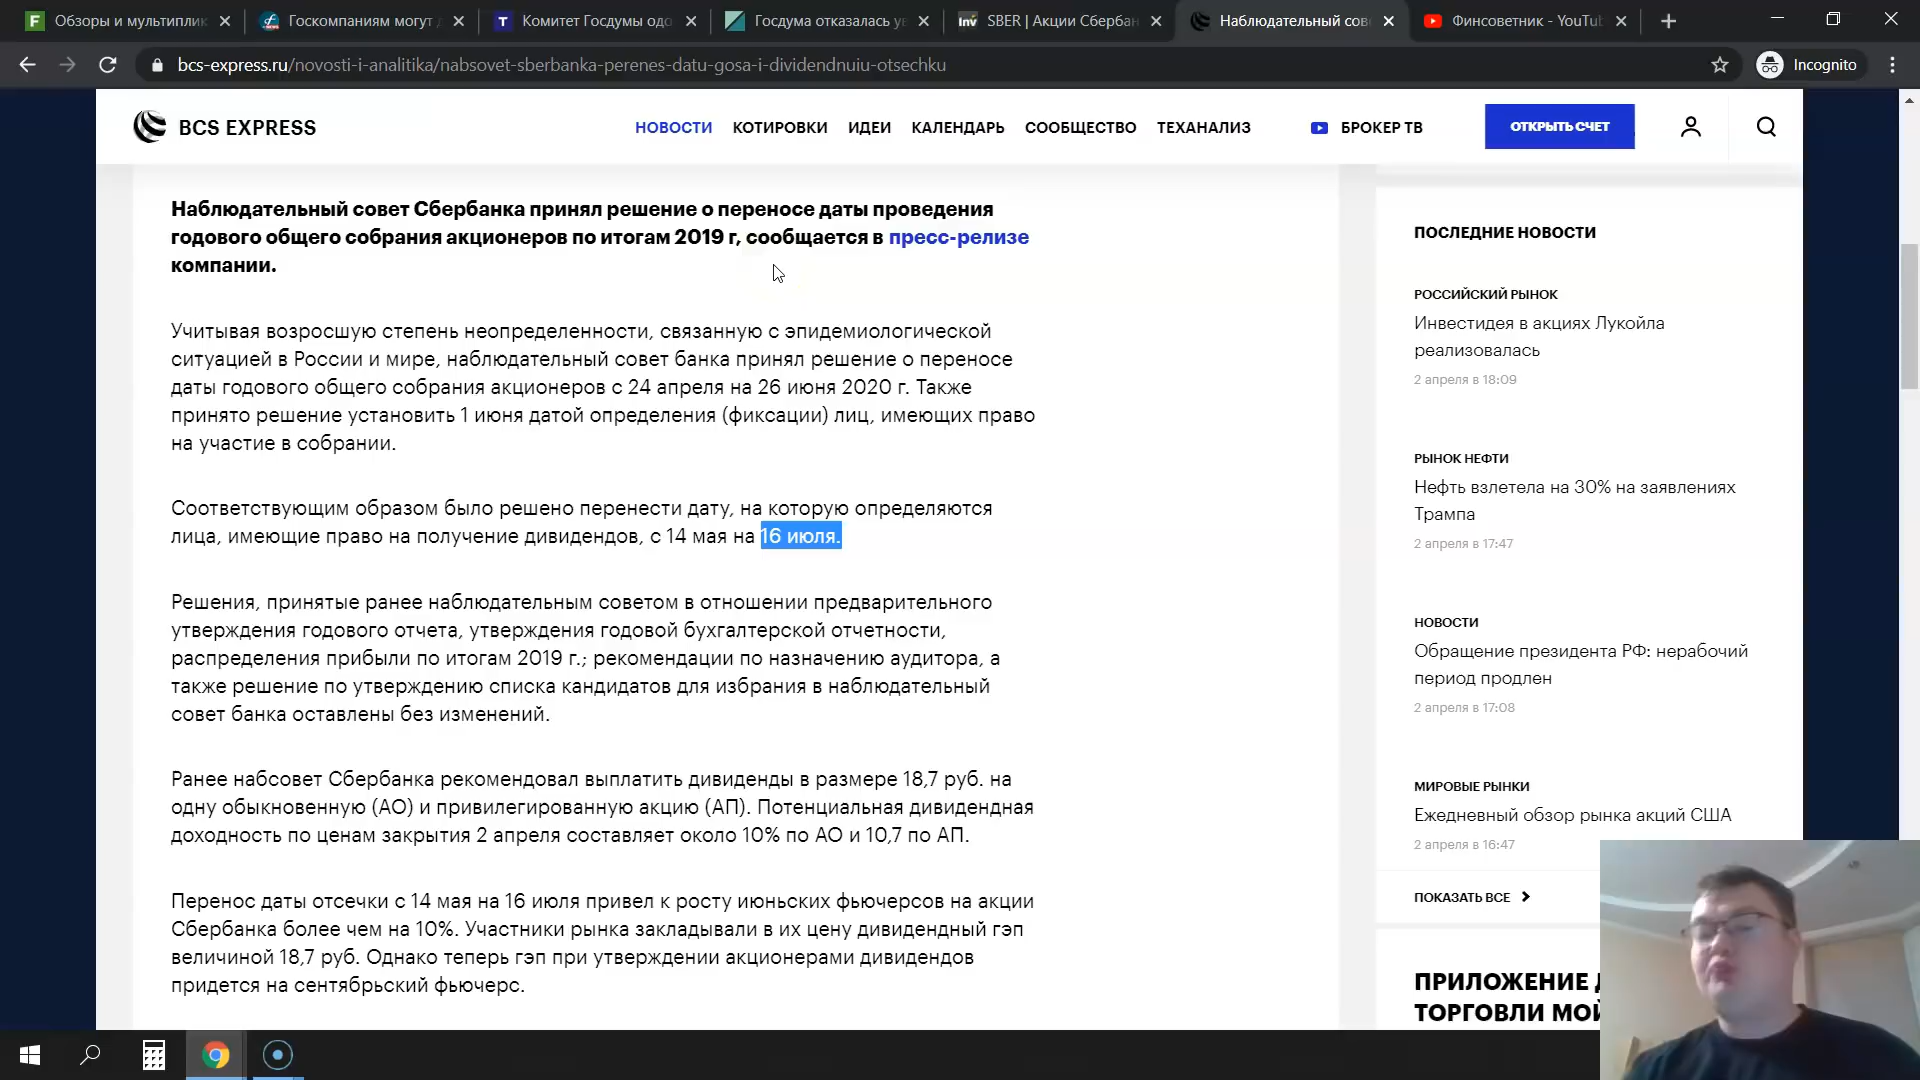 Обзоры и мультиплик
Госкомпаниям могут д
Комитет Госдумы одо
Госдума отказалась ув
SBER | Акции Сбербан
Наблюдательный сов
Финсоветник - YouTub
bcs-express.ru/novosti-i-analitika/nabsovet-sberbanka-perenes-datu-gosa-i-dividendnuiu-otsechku
Incognito
BCS EXPRESS
НОВОСТИ
КОТИРОВКИ
ИДЕИ
КАЛЕНДАРЬ
СООБЩЕСТВО
ТЕХАНАЛИЗ
БРОКЕР ТВ
ОТКРЫТЬ СЧЕТ
Наблюдательный совет Сбербанка принял решение о переносе даты проведения
годового общего собрания акционеров по итогам 2019 г, сообщается в пресс-релизе
компании.
Учитывая возросшую степень неопределенности, связанную с эпидемиологической
ситуацией в России и мире, наблюдательный совет банка принял решение о переносе
даты годового общего собрания акционеров с 24 апреля на 26 июня 2020 г. Также
принято решение установить 1 июня датой определения (фиксации) лиц, имеющих право
на участие в собрании.
Соответствующим образом было решено перенести дату, на которую определяются
лица, имеющие право на получение дивидендов, с 14 мая на 16 июля.
Решения, принятые ранее наблюдательным советом в отношении предварительного
утверждения годового отчета, утверждения годовой бухгалтерской отчетности,
распределения прибыли по итогам 2019 г.; рекомендации по назначению аудитора, а
также решение по утверждению списка кандидатов для избрания в наблюдательный
совет банка оставлены без изменений.
Ранее набсовет Сбербанка рекомендовал выплатить дивиденды в размере 18,7 руб. на
одну обыкновенную (АО) и привилегированную акцию (АП). Потенциальная дивидендная
доходность по ценам закрытия 2 апреля составляет около 10% по АО и 10,7 по АП.
Перенос даты отсечки с 14 мая на 16 июля привел к росту июньских фьючерсов на акции
Сбербанка более чем на 10%. Участники рынка закладывали в их цену дивидендный гэп
величиной 18,7 руб. Однако теперь гэп при утверждении акционерами дивидендов
придется на сентябрьский фьючерс.
ПОСЛЕДНИЕ НОВОСТИ
РОССИЙСКИЙ РЫНОК
Инвестидея в акциях Лукойла
реализовалась
2 апреля в 18:09
РЫНОК НЕФТИ
Нефть взлетела на 30% на заявлениях
Трампа
2 апреля в 17:47
НОВОСТИ
Обращение президента РФ: нерабочий
период продлен
2 апреля в 17:08
МИРОВЫЕ РЫНКИ
Ежедневный обзор рынка акций США
2 апреля в 16:47
ПОКАЗАТЬ ВСЕ
ПРИЛОЖЕНИЕ Д
ТОРГОВЛИ МОЙ